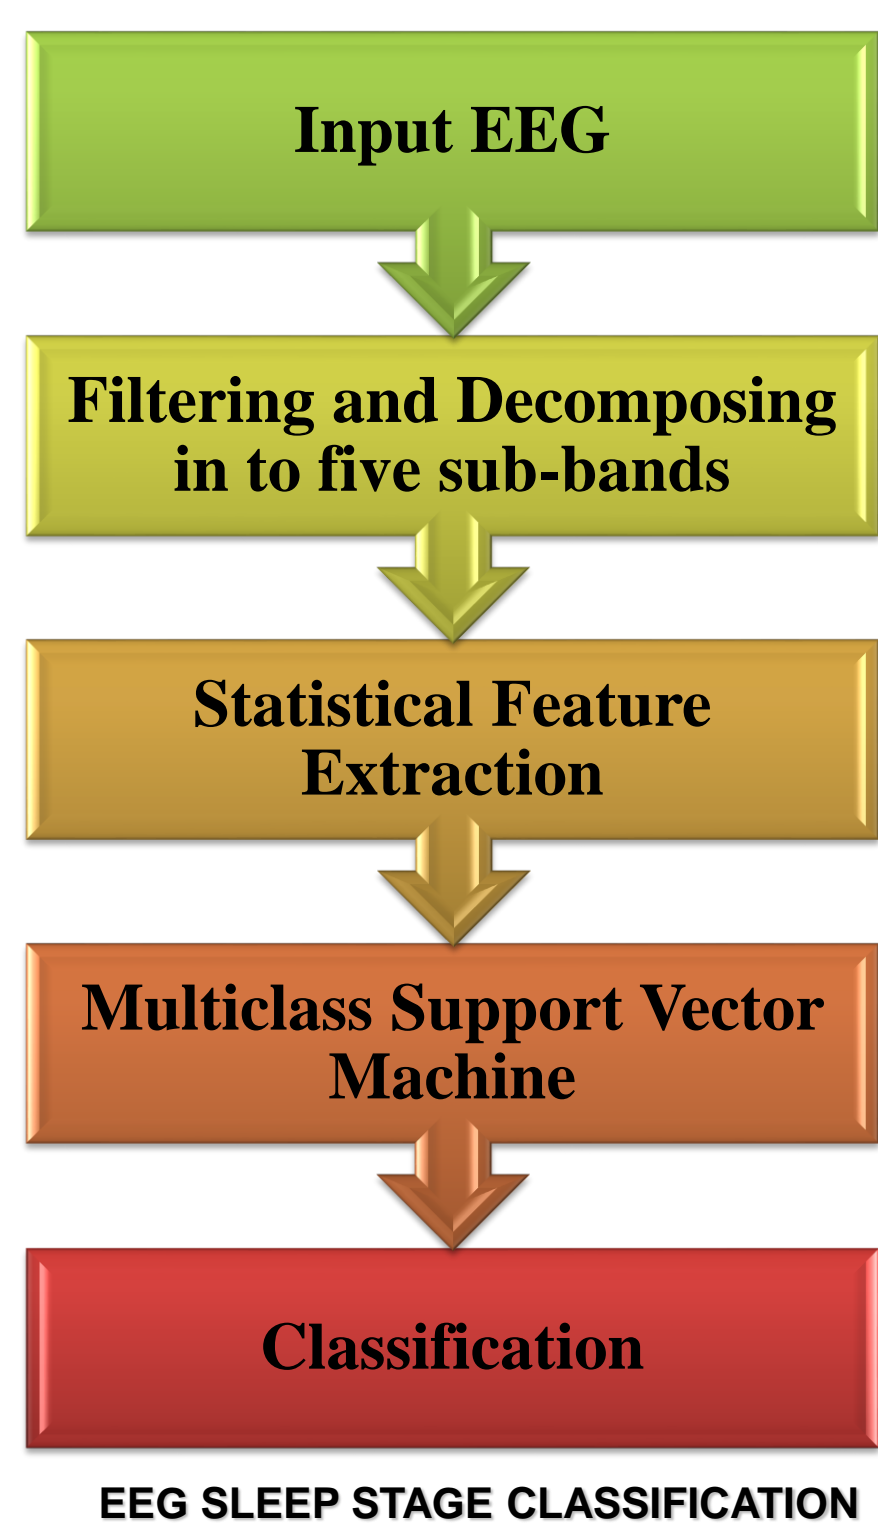 Input EEG
Filtering and Decomposing
in to five sub-bands
Statistical Feature
Extraction
Multiclass Support Vector
Machine
Classification
EEG SLEEP STAGE CLASSIFICATION